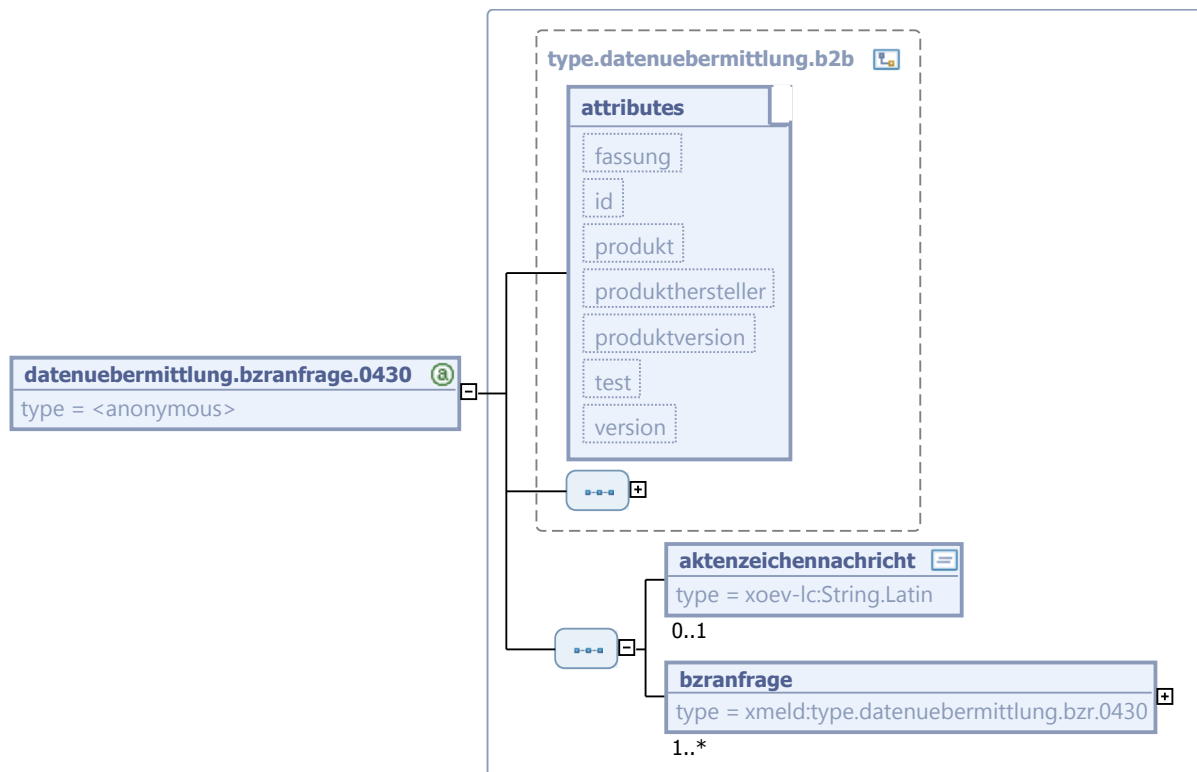 type.datenuebermittlung.b2b
attributes
fassung
id
produkt
produkthersteller
produktversion
test
version
datenuebermittlung.bzranfrage.0430 a
type = <anonymous>
aktenzeichennachricht
type = xoev-lc:String.Latin
0..1
bzranfrage
type = xmeld:type.datenuebermittlung.bzr.0430
1..*